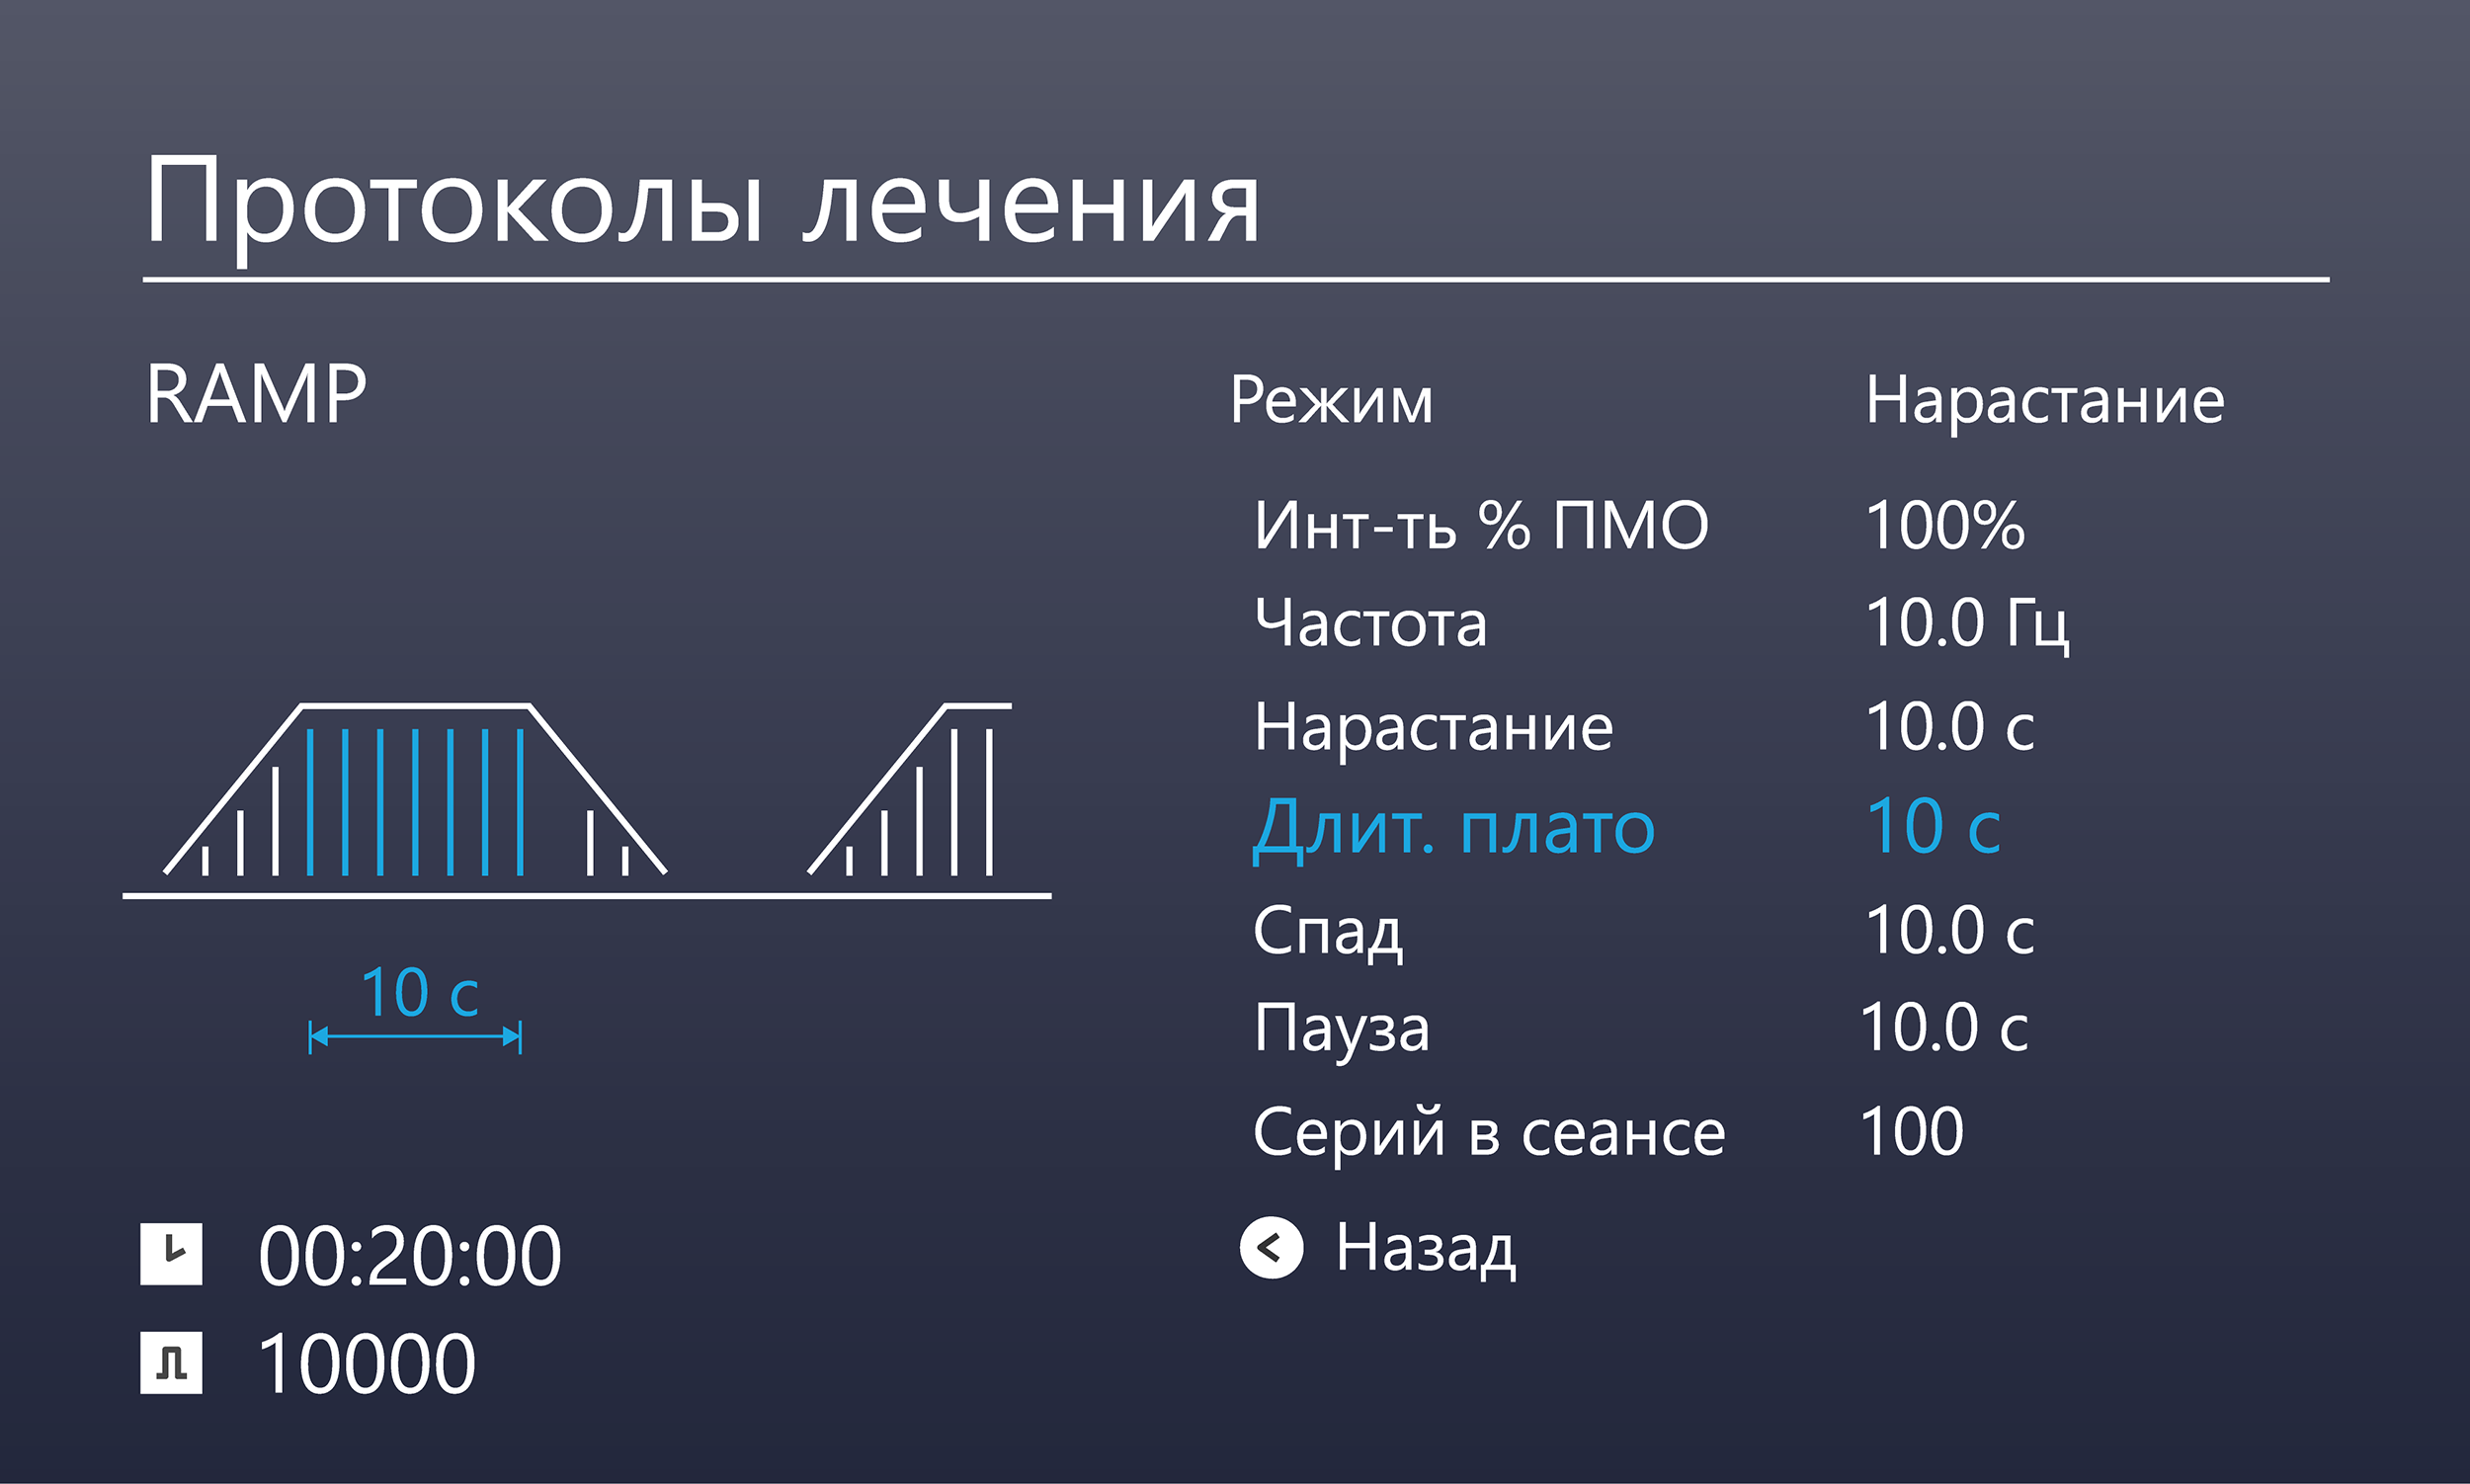 Протоколы лечения
RAMP
Режим Нарастание
Инт-ть % ПМО 100%
Частота 10.0 Гц
Нарастание 10.0 с
Длит. плато 10 с
Спад 10.0 с
Пауза 10.0 с
Серий в сеансе 100
Назад
10 с
00:20:00
10000